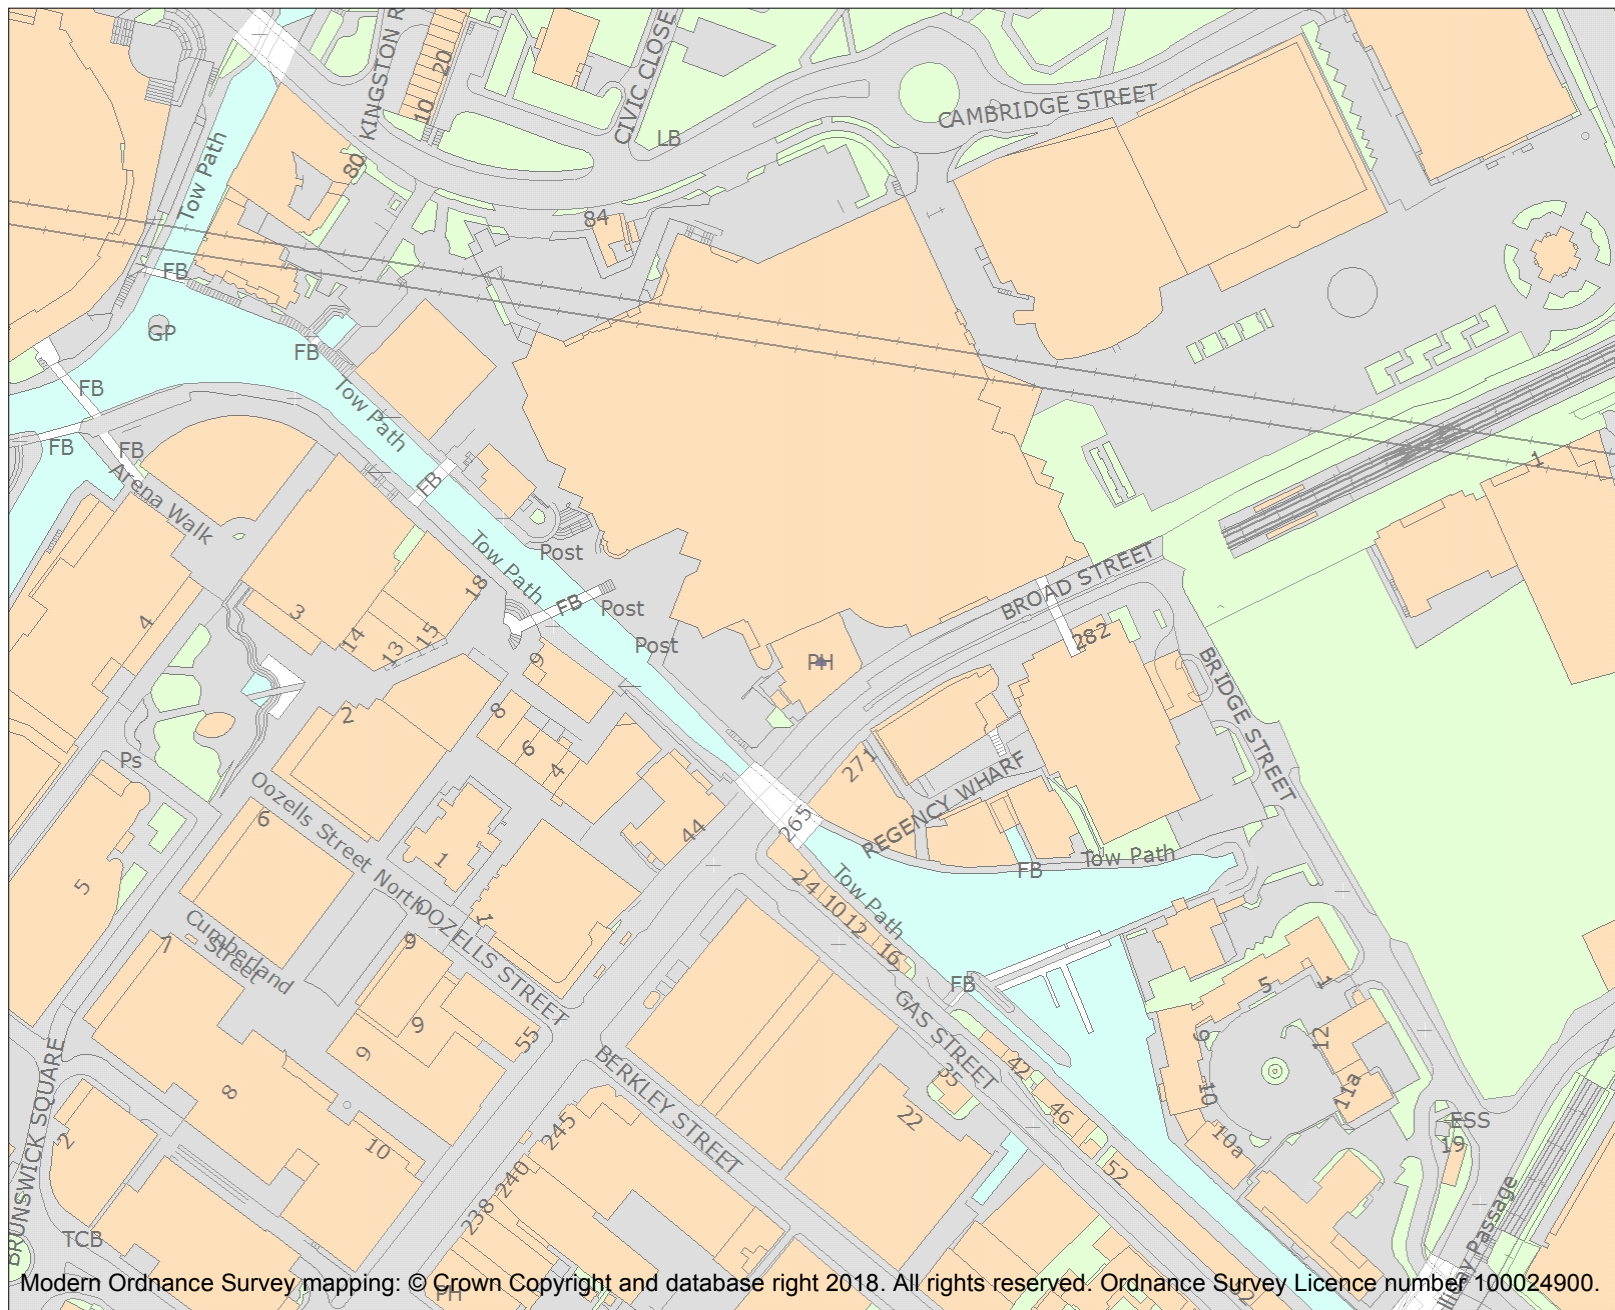 KINGSTON R
20
10
CIVIC CLOSE
LB
CAMBRIDGE STREET
80
Tow Path
84
FB
GP
FB
FB
Tow Path
FB
FB
Arena Walk
FB
1
Tow Path
Post
FB
Post
Post
BROAD STREET
282
PH
BRIDGE STREET
4
3
14
13
15
18
9
2
8
6
4
Ps
Oozells Street North
6
1
44
271
265
REGENCY WHARF
FB
Tow Path
Tow Path
24
10
12
16
5
Cumberland
Street
7
9
1
OOZELLS STREET
FB
GAS STREET
5
1
9
12
10
11a
10a
9
9
55
BERKLEY STREET
35
42
46
52
22
BRUNSWICK SQUARE
8
2
10
245
240
238
ESS
19
TCB
PH
Passage
Modern Ordnance Survey mapping: © Crown Copyright and database right 2018. All rights reserved. Ordnance Survey Licence number 100024900.